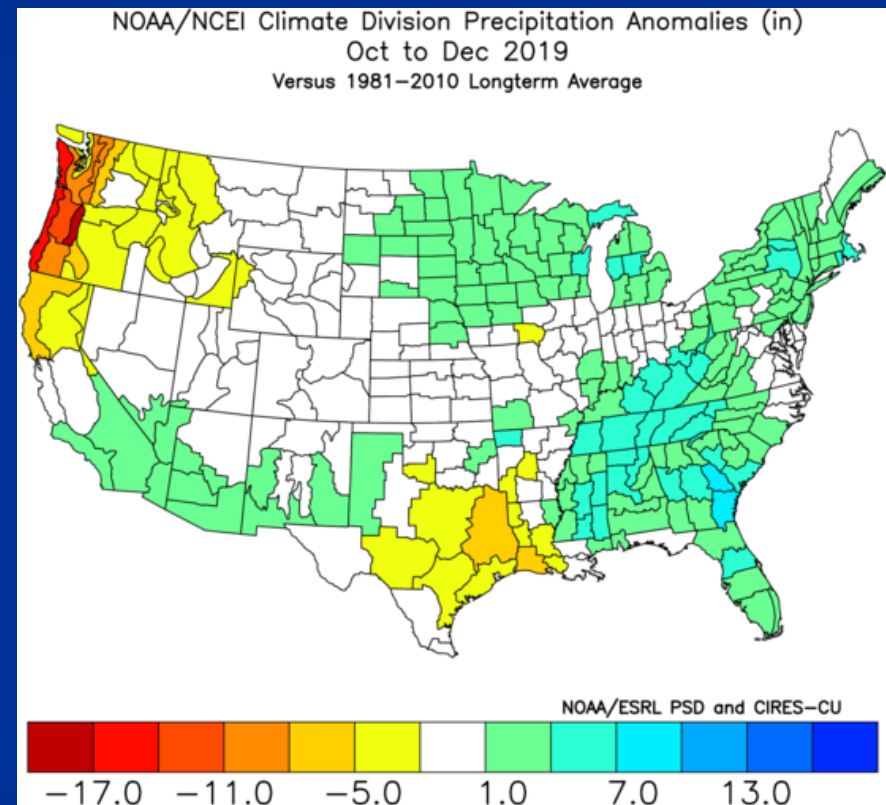 NOAA/NCEI Climate Division Precipitation Anomalies (in)
Oct to Dec 2019
Versus 1981-2010 Longterm Average
NOAA/ESRL PSD and CIRES-CU
-17.0 -11.0 -5.0 1.0 7.0 13.0